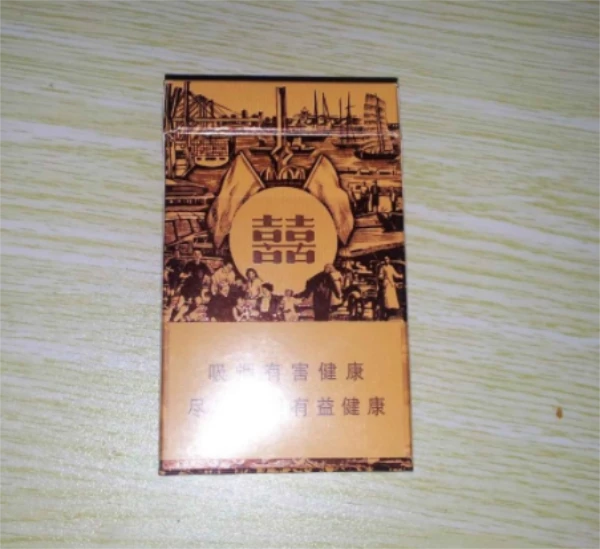 囍
吸 有害健康
尽 有益健康